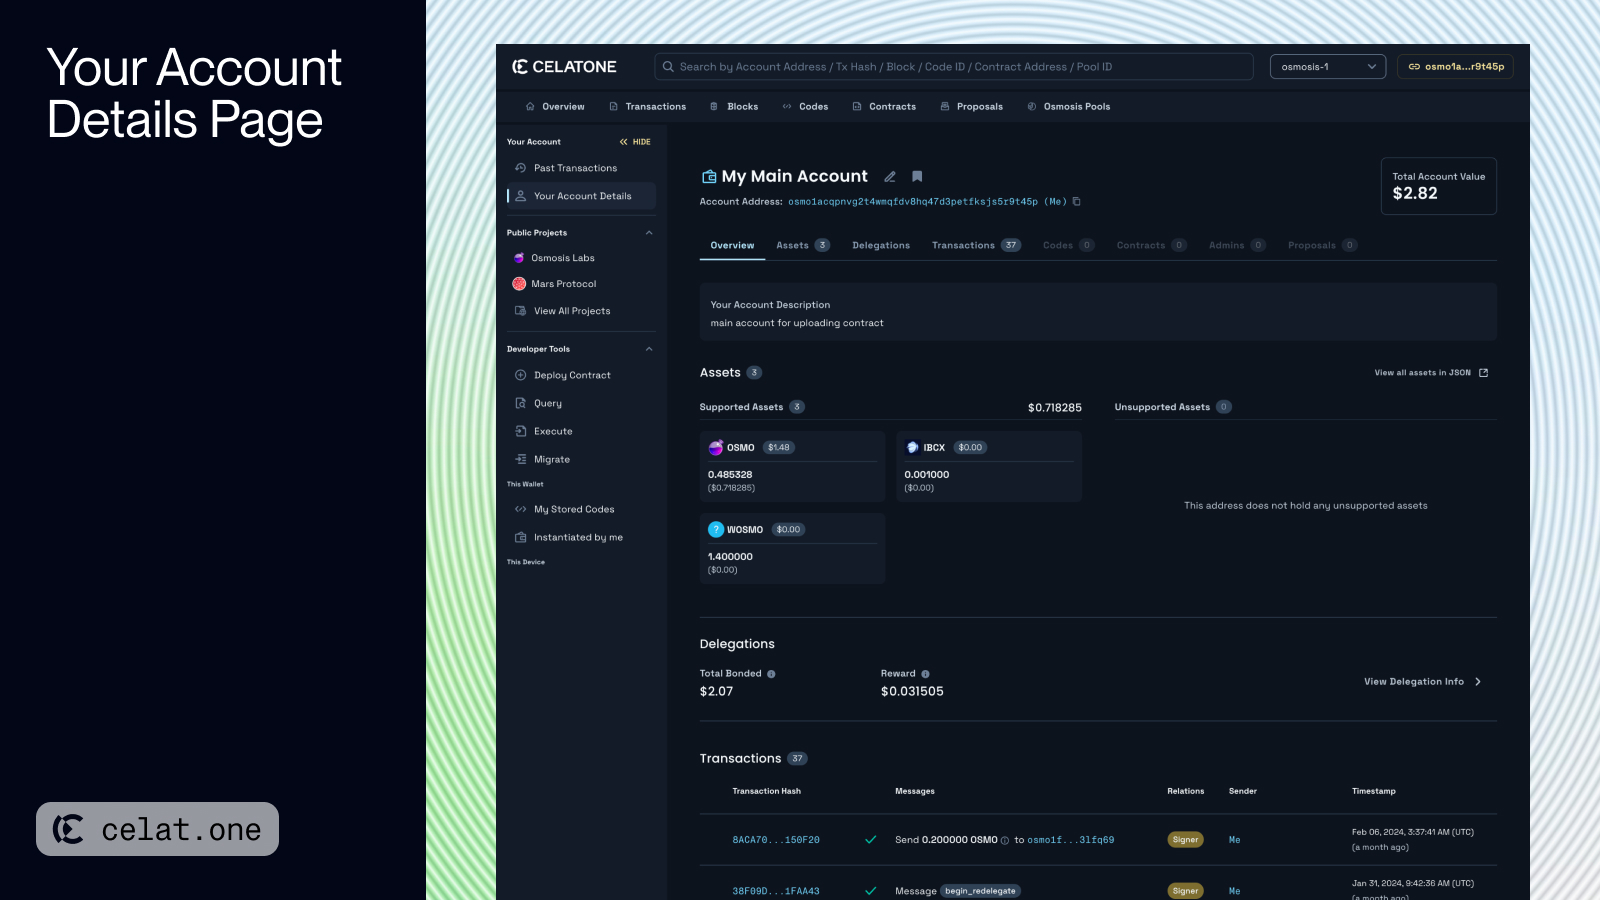 Your Account
Details Page
celat.one
CELATONE
Search by Account Address / Tx Hash / Block / Code ID / Contract Address / Pool ID
osmosis-1
osmo1a...r9t45p
Overview
Transactions
Blocks
Codes
Contracts
Proposals
Osmosis Pools
Your Account
HIDE
Past Transactions
Your Account Details
Public Projects
Osmosis Labs
Mars Protocol
View All Projects
Developer Tools
Deploy Contract
Query
Execute
Migrate
This Wallet
My Stored Codes
Instantiated by me
This Device
My Main Account
Account Address: osmo1acqpnvg2t4wmqfdv8hq47d3petfksjs5r9t45p (Me)
Total Account Value
$2.82
Overview
Assets 3
Delegations
Transactions 37
Codes 0
Contracts 0
Admins 0
Proposals 0
Your Account Description
main account for uploading contract
Assets 3
View all assets in JSON
Supported Assets 3
$0.718285
Unsupported Assets 0
OSMO $1.48
0.485328
($0.718285)
IBCX $0.00
0.001000
($0.00)
? WOSMO $0.00
1.400000
($0.00)
This address does not hold any unsupported assets
Delegations
Total Bonded
$2.07
Reward
$0.031505
View Delegation Info
Transactions 37
Transaction Hash
Messages
Relations
Sender
Timestamp
8ACA70...150F20
Send 0.200000 OSMO to osmo1f...3lfq69
Signer
Me
Feb 06, 2024, 3:37:41 AM (UTC)
(a month ago)
38F09D...1FAA43
Message begin_redelegate
Signer
Me
Jan 31, 2024, 9:42:36 AM (UTC)
(a month ago)